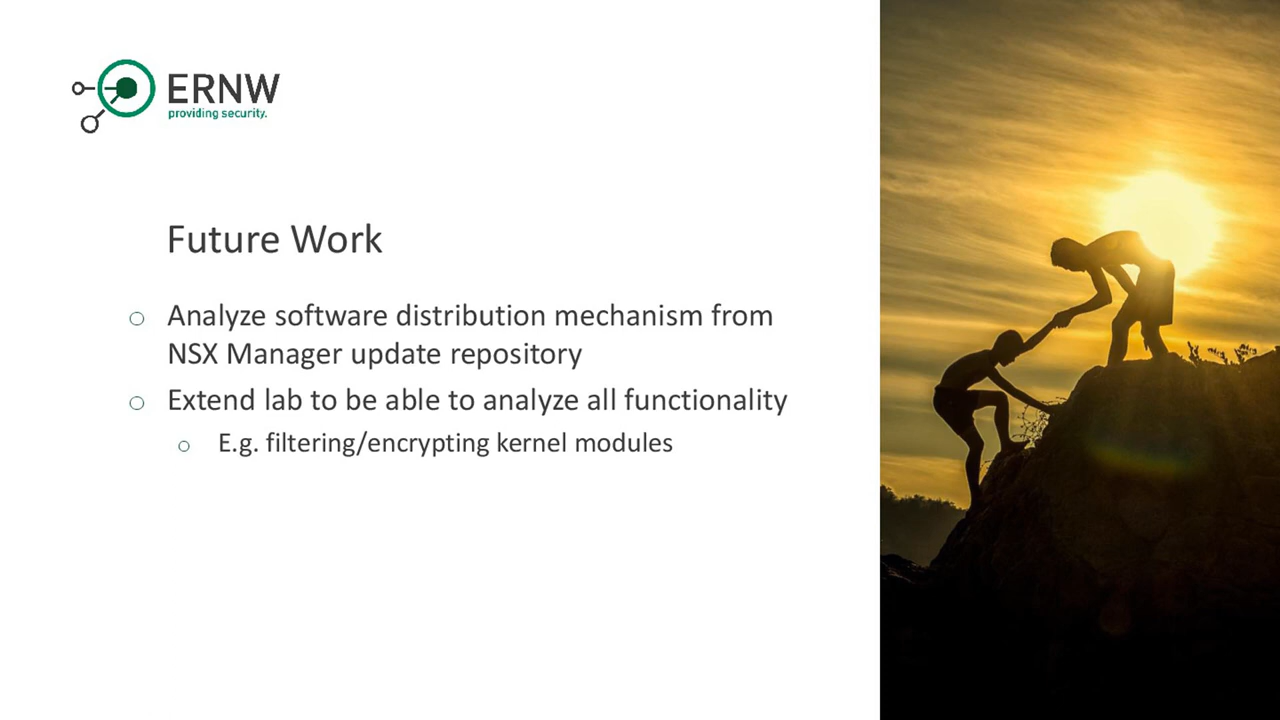 ERNW
providing security.
Future Work
Analyze software distribution mechanism from
NSX Manager update repository
Extend lab to be able to analyze all functionality
E.g. filtering/encrypting kernel modules